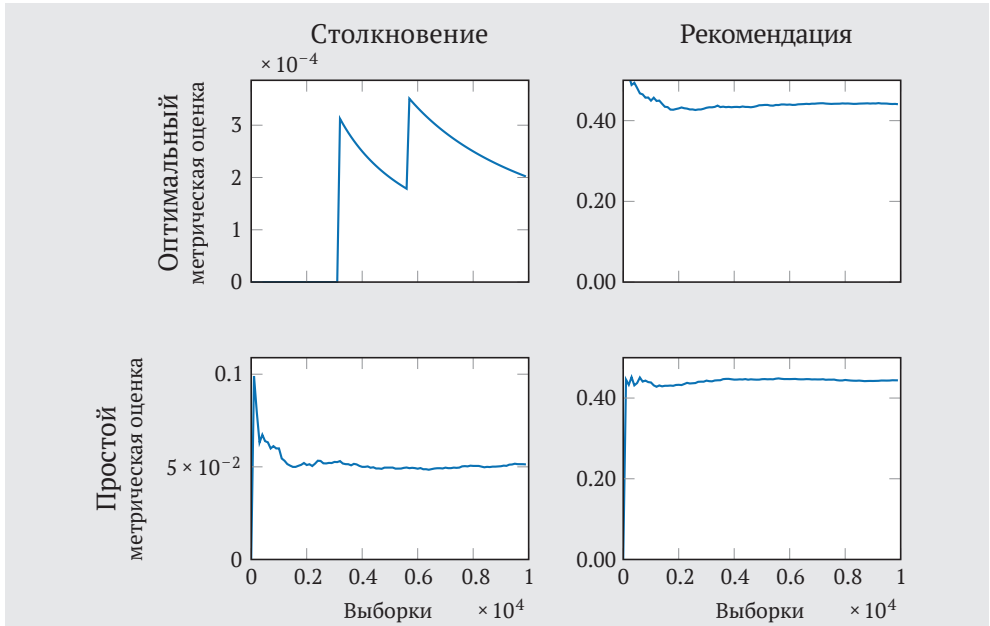 Столкновение
Рекомендация
× 10⁻⁴
Оптимальный
метрическая оценка
3
2
1
0
0.40
0.20
0.00
Простой
метрическая оценка
0.1
5 × 10⁻²
0
0 0.2 0.4 0.6 0.8 1
Выборки × 10⁴
0.40
0.20
0.00
0 0.2 0.4 0.6 0.8 1
Выборки × 10⁴